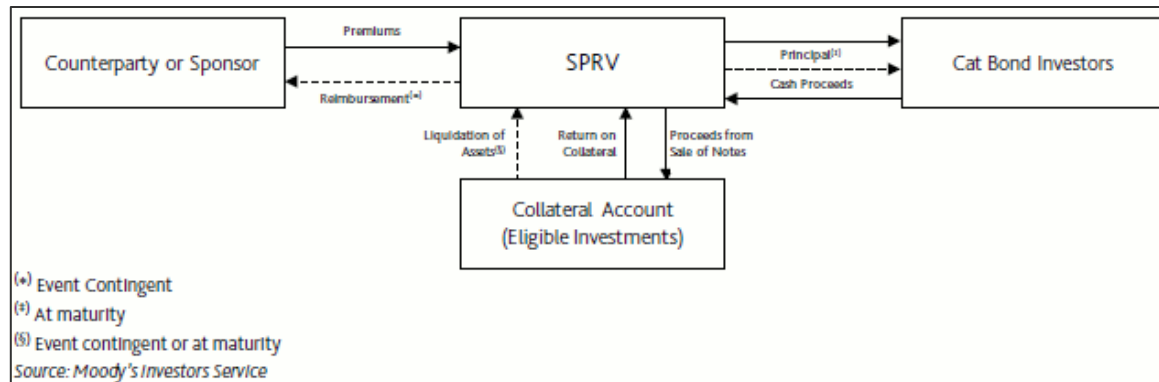 Premiums
Counterparty or Sponsor
SPRV
Principal(‡)
Cat Bond Investors
Reimbursement(*)
Cash Proceeds
Liquidation of
Assets(§)
Return on
Collateral
Proceeds from
Sale of Notes
Collateral Account
(Eligible Investments)
(*) Event Contingent
(‡) At maturity
(§) Event contingent or at maturity
Source: Moody's Investors Service